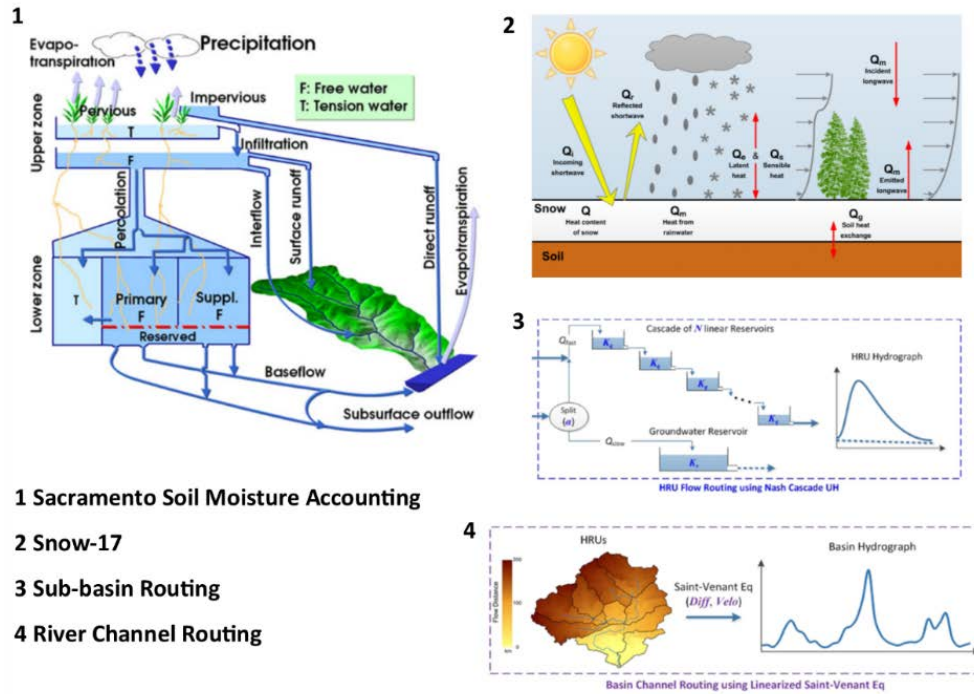 1
Evapo-
transpiration
Precipitation
F: Free water
T: Tension water
Pervious
Impervious
Upper zone
T
F
Infiltration
Percolation
Interflow
Surface runoff
Direct runoff
Evapotranspiration
Lower zone
T
Primary
F
Suppl.
F
Reserved
Baseflow
Subsurface outflow
1 Sacramento Soil Moisture Accounting
2 Snow-17
3 Sub-basin Routing
4 River Channel Routing
2
Qi
Incoming
shortwave
Qr
Reflected
shortwave
Qe & Qs
Latent heat
Sensible heat
Qm
Incident
longwave
Qm
Emitted
longwave
Snow
Q
Heat content
of snow
Qm
Heat from
rainwater
Qg
Soil heat
exchange
Soil
3
Cascade of N linear Reservoirs
Split
(α)
Groundwater Reservoir
HRU Hydrograph
HRU Flow Routing using Nash Cascade UH
4
HRUs
Flow Distance
km
Saint-Venant Eq
(Diff, Velo)
Basin Hydrograph
Basin Channel Routing using Linearized Saint-Venant Eq